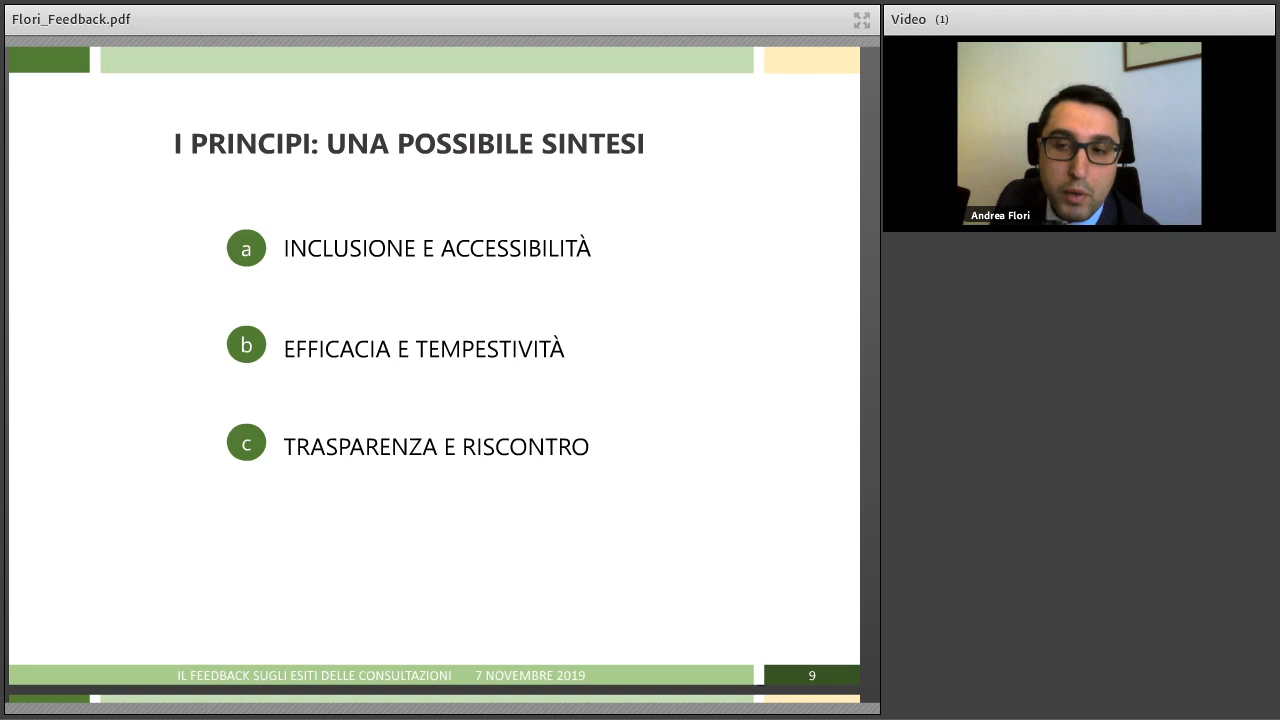 Flori_Feedback.pdf
Video (1)
I PRINCIPI: UNA POSSIBILE SINTESI
a INCLUSIONE E ACCESSIBILITÀ
b EFFICACIA E TEMPESTIVITÀ
c TRASPARENZA E RISCONTRO
IL FEEDBACK SUGLI ESITI DELLE CONSULTAZIONI 7 NOVEMBRE 2019 9
Andrea Flori